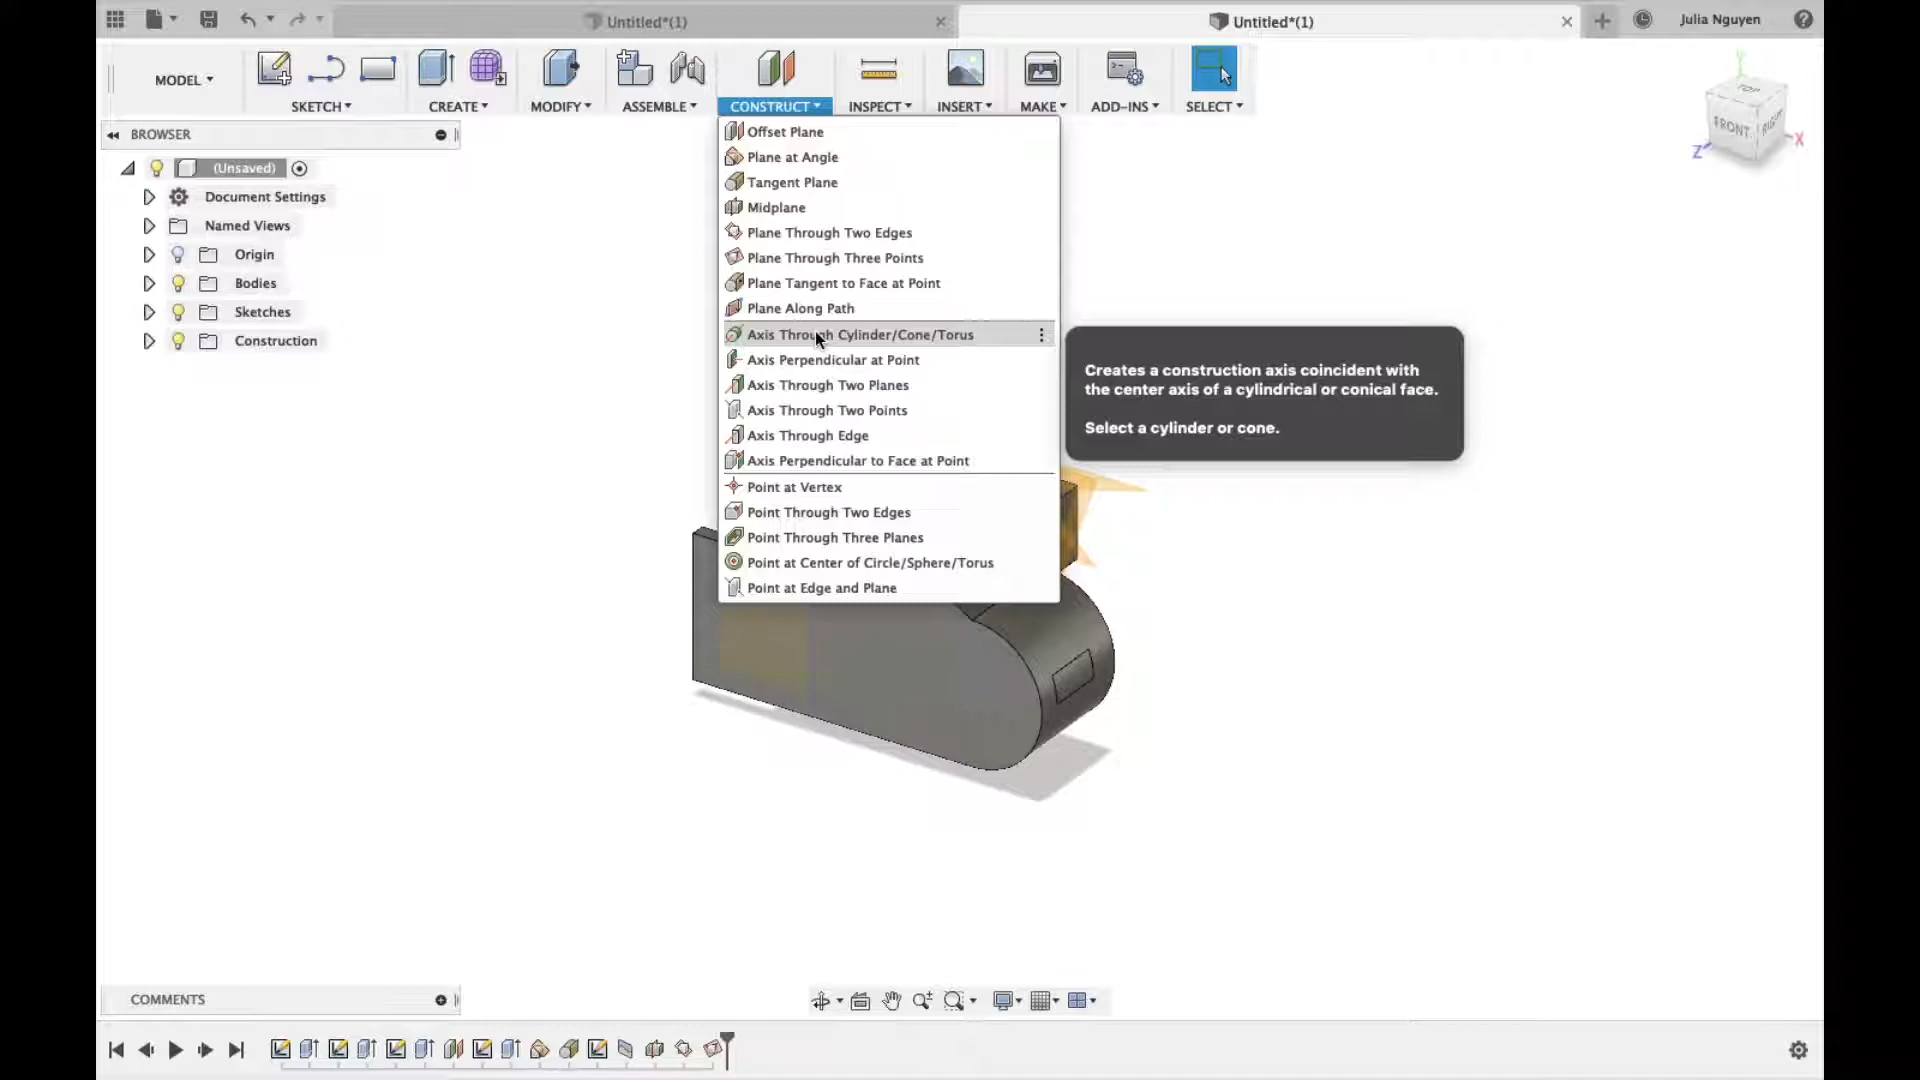 Untitled*(1)
Untitled*(1)
Julia Nguyen
MODEL
SKETCH
CREATE
MODIFY
ASSEMBLE
CONSTRUCT
INSPECT
INSERT
MAKE
ADD-INS
SELECT
BROWSER
(Unsaved)
Document Settings
Named Views
Origin
Bodies
Sketches
Construction
Offset Plane
Plane at Angle
Tangent Plane
Midplane
Plane Through Two Edges
Plane Through Three Points
Plane Tangent to Face at Point
Plane Along Path
Axis Through Cylinder/Cone/Torus
Axis Perpendicular at Point
Axis Through Two Planes
Axis Through Two Points
Axis Through Edge
Axis Perpendicular to Face at Point
Point at Vertex
Point Through Two Edges
Point Through Three Planes
Point at Center of Circle/Sphere/Torus
Point at Edge and Plane
Creates a construction axis coincident with
the center axis of a cylindrical or conical face.
Select a cylinder or cone.
Y
TOP
FRONT
RIGHT
X
Z
COMMENTS